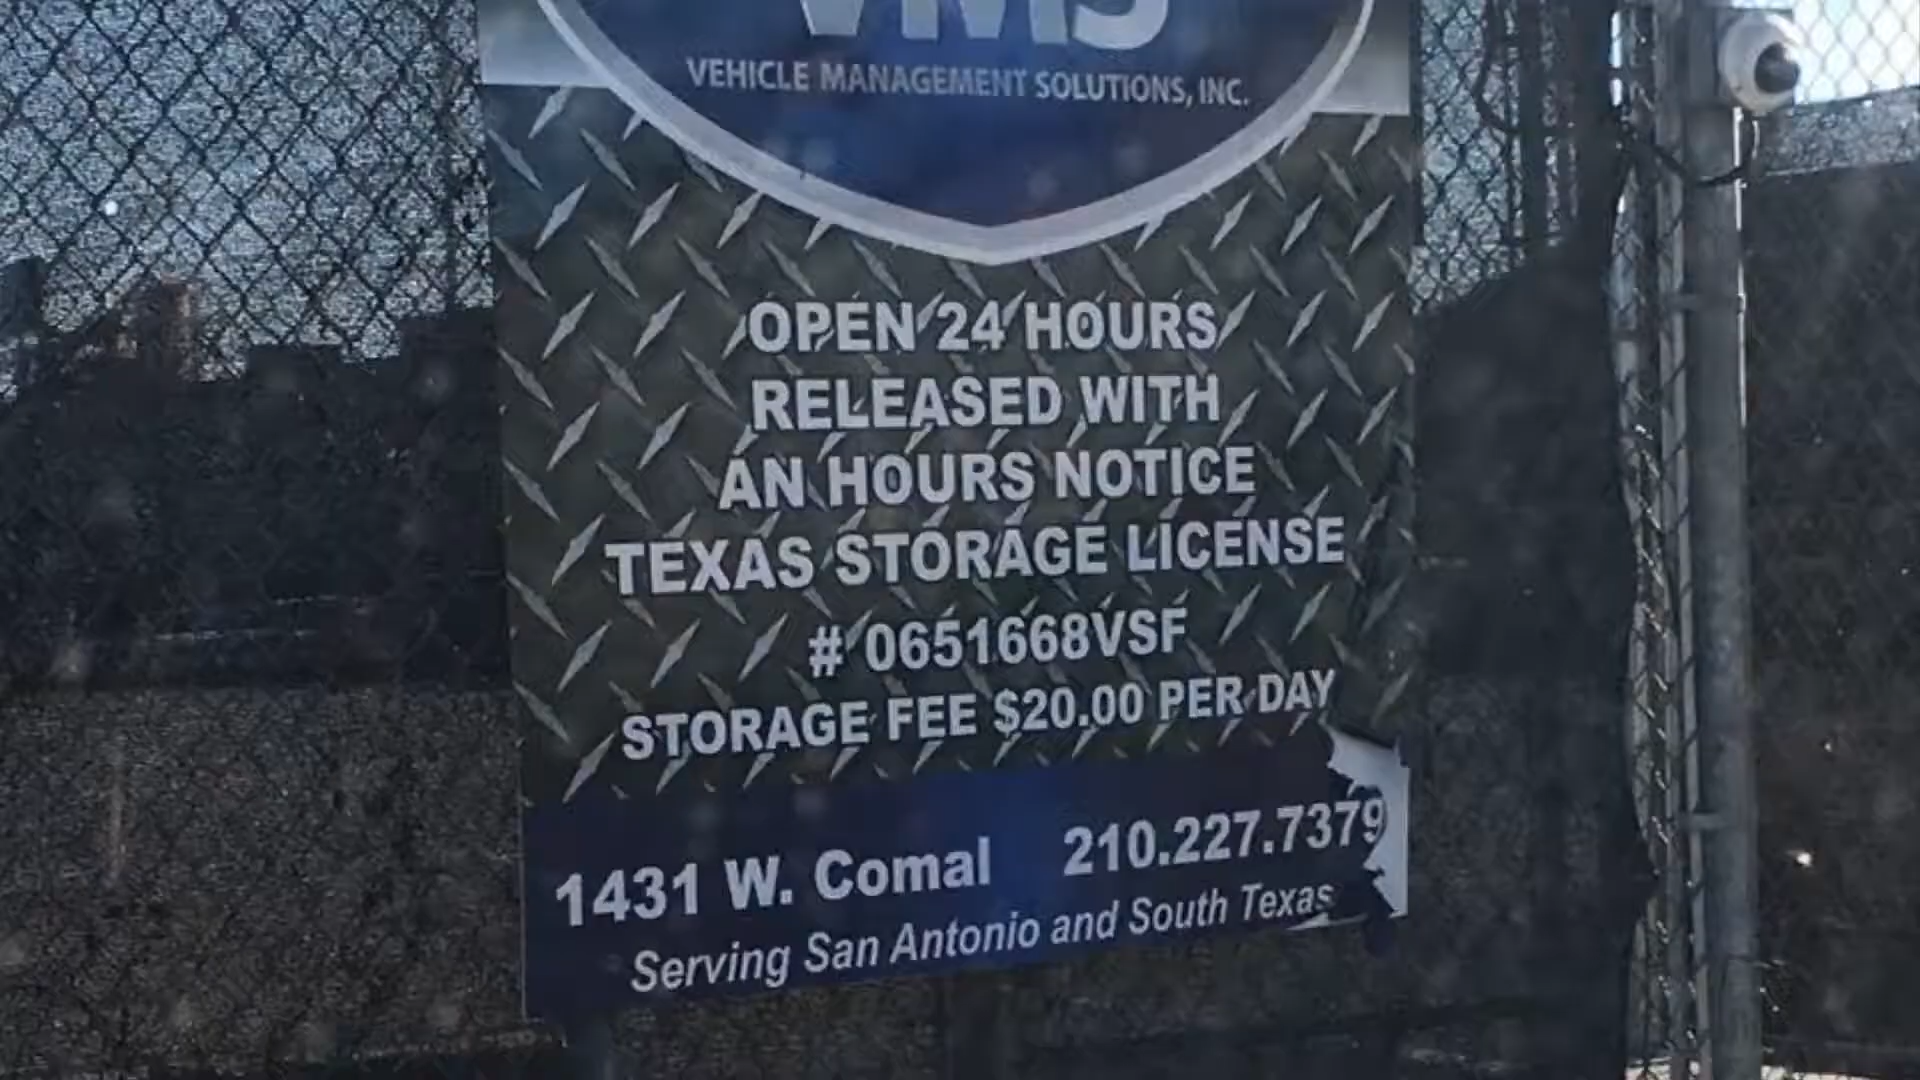 VMS
VEHICLE MANAGEMENT SOLUTIONS, INC.
OPEN 24 HOURS
RELEASED WITH
AN HOURS NOTICE
TEXAS STORAGE LICENSE
# 0651668VSF
STORAGE FEE $20.00 PER DAY
1431 W. Comal 210.227.7379
Serving San Antonio and South Texas